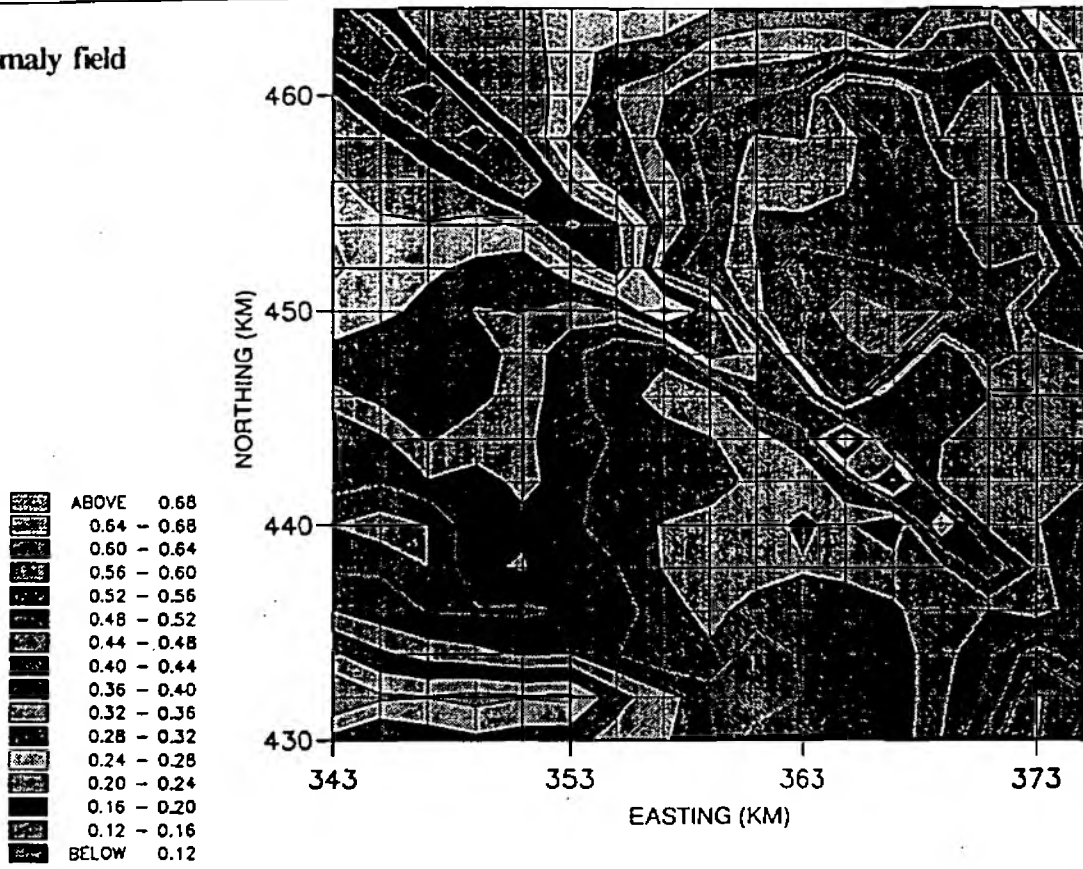 maly field
460
450
440
430
NORTHING (KM)
343 353 363 373
EASTING (KM)
ABOVE 0.68
0.64 - 0.68
0.60 - 0.64
0.56 - 0.60
0.52 - 0.56
0.48 - 0.52
0.44 - 0.48
0.40 - 0.44
0.36 - 0.40
0.32 - 0.36
0.28 - 0.32
0.24 - 0.28
0.20 - 0.24
0.16 - 0.20
0.12 - 0.16
BELOW 0.12